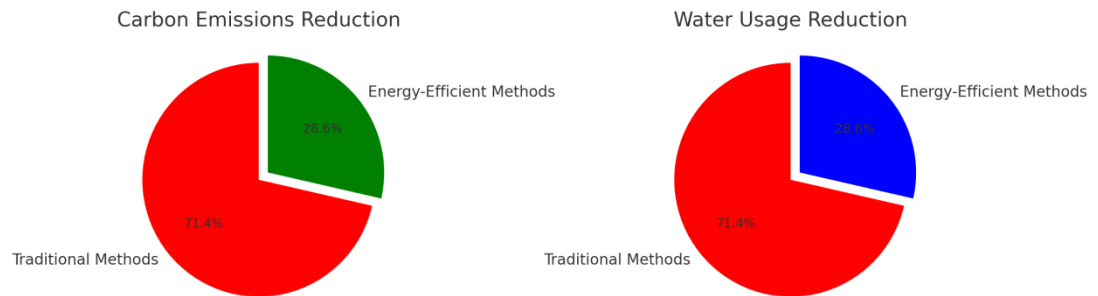 Carbon Emissions Reduction
Energy-Efficient Methods
28.6%
71.4%
Traditional Methods
Water Usage Reduction
Energy-Efficient Methods
28.6%
71.4%
Traditional Methods